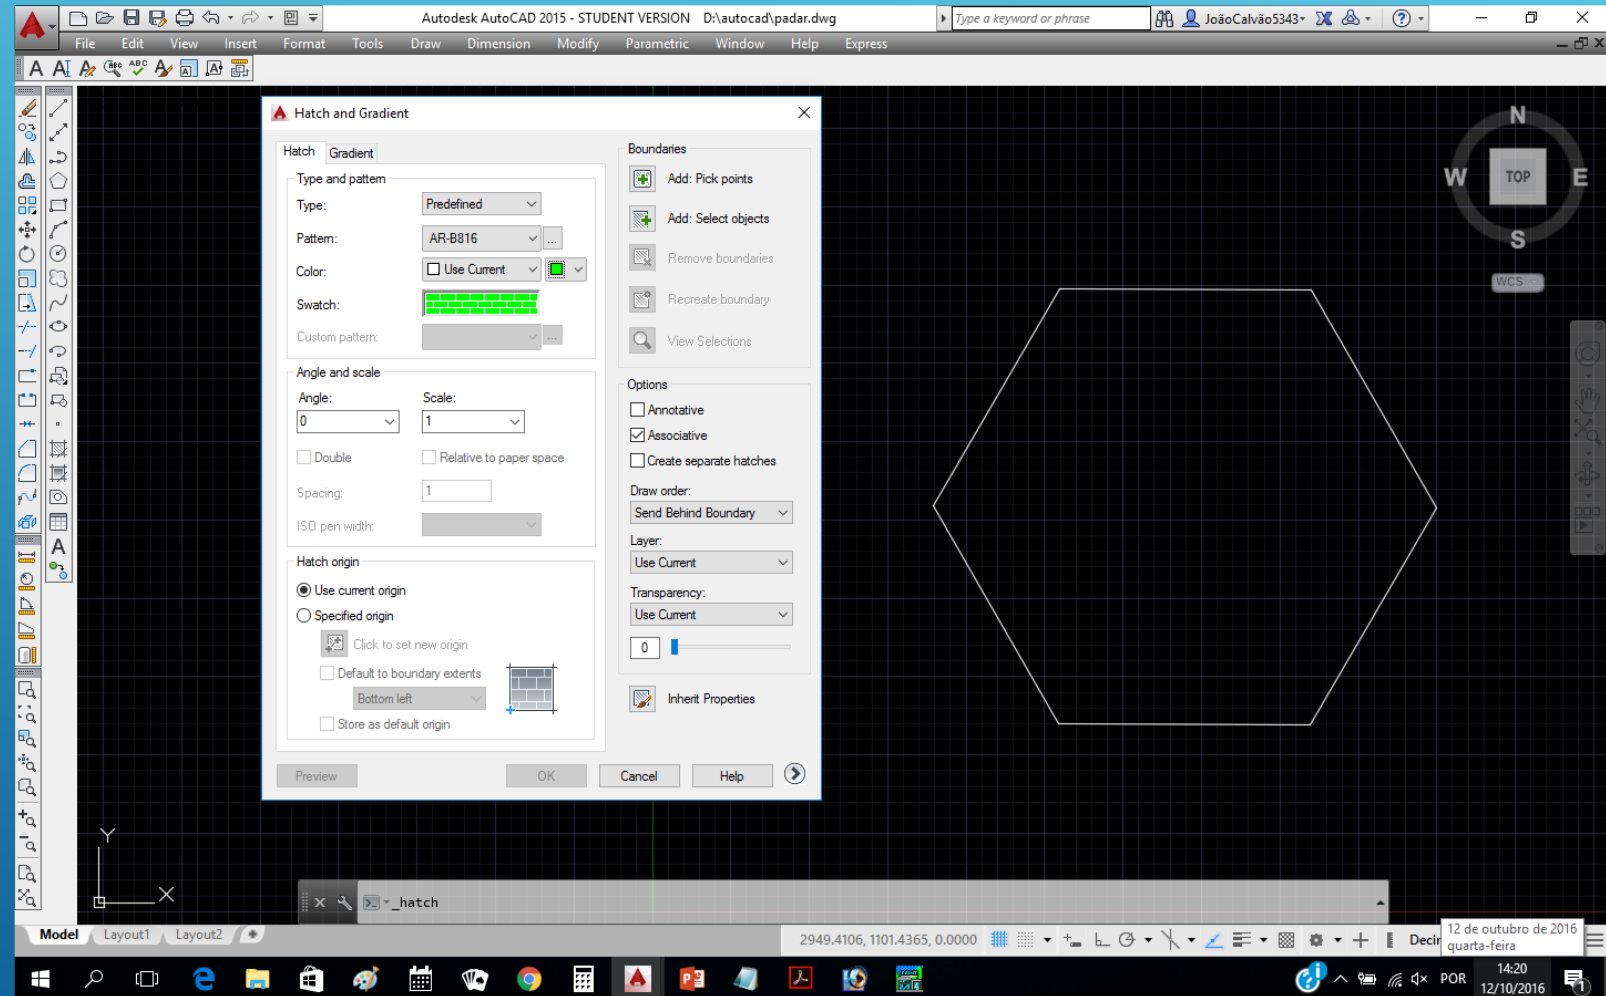 Autodesk AutoCAD 2015 - STUDENT VERSION D:\autocad\padar.dwg
Type a keyword or phrase
JoãoCalvão5343
File Edit View Insert Format Tools Draw Dimension Modify Parametric Window Help Express
Hatch and Gradient
Hatch Gradient
Type and pattern
Type: Predefined
Pattern: AR-B816 ...
Color: Use Current
Swatch:
Custom pattern: ...
Angle and scale
Angle: Scale:
0 1
Double Relative to paper space
Spacing: 1
ISO pen width:
Hatch origin
Use current origin
Specified origin
Click to set new origin
Default to boundary extents
Bottom left
Store as default origin
Boundaries
Add: Pick points
Add: Select objects
Remove boundaries
Recreate boundary
View Selections
Options
Annotative
Associative
Create separate hatches
Draw order:
Send Behind Boundary
Layer:
Use Current
Transparency:
Use Current
0
Inherit Properties
Preview OK Cancel Help
N
W TOP E
S
WCS
Y
X
_hatch
Model Layout1 Layout2
2949.4106, 1101.4365, 0.0000
Decir
12 de outubro de 2016
quarta-feira
POR
14:20
12/10/2016